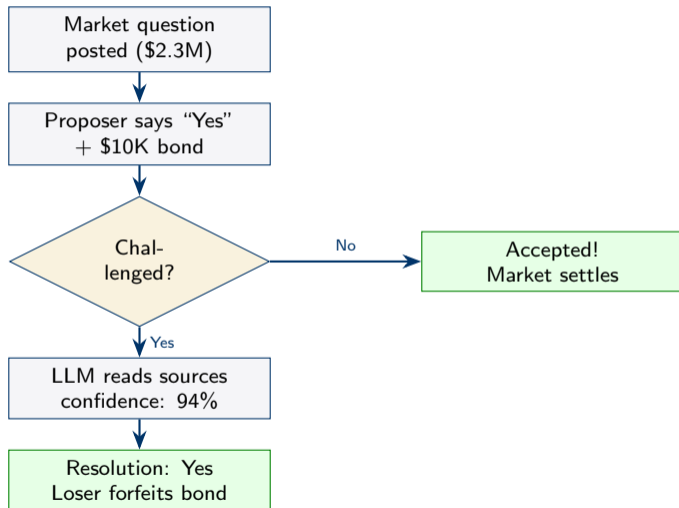 Market question
posted ($2.3M)
Proposer says “Yes”
+ $10K bond
Chal-
lenged?
No
Accepted!
Market settles
Yes
LLM reads sources
confidence: 94%
Resolution: Yes
Loser forfeits bond